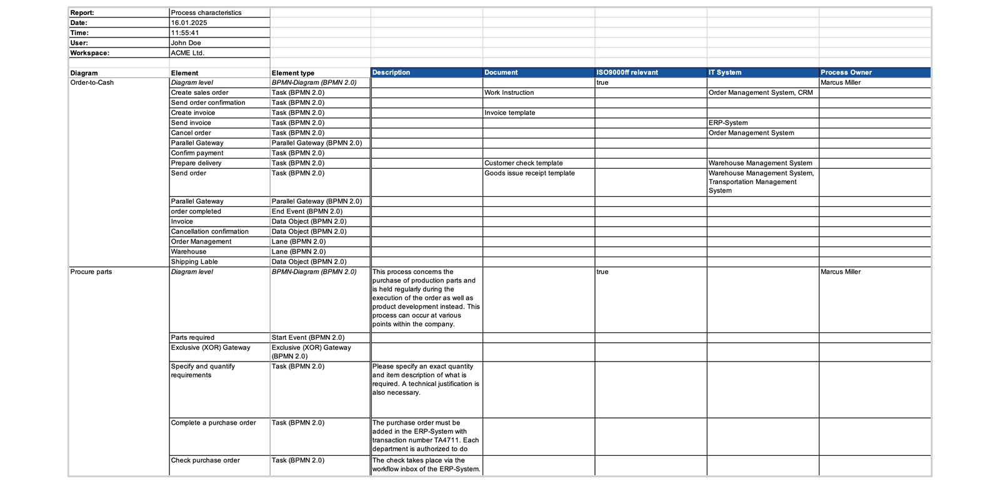 Report: Process characteristics
Date: 16.01.2025
Time: 11:55:41
User: John Doe
Workspace: ACME Ltd.
Diagram Element Element type Description Document ISO9000ff relevant IT System Process Owner
Order-to-Cash Diagram level BPMN-Diagram (BPMN 2.0) true Marcus Miller
Create sales order Task (BPMN 2.0) Work Instruction Order Management System, CRM
Send order confirmation Task (BPMN 2.0)
Create invoice Task (BPMN 2.0) Invoice template
Send invoice Task (BPMN 2.0) ERP-System
Cancel order Task (BPMN 2.0) Order Management System
Parallel Gateway Parallel Gateway (BPMN 2.0)
Confirm payment Task (BPMN 2.0)
Prepare delivery Task (BPMN 2.0) Customer check template Warehouse Management System
Send order Task (BPMN 2.0) Goods issue receipt template Warehouse Management System,
Transportation Management
System
Parallel Gateway Parallel Gateway (BPMN 2.0)
order completed End Event (BPMN 2.0)
Invoice Data Object (BPMN 2.0)
Cancellation confirmation Data Object (BPMN 2.0)
Order Management Lane (BPMN 2.0)
Warehouse Lane (BPMN 2.0)
Shipping Lable Data Object (BPMN 2.0)
Procure parts Diagram level BPMN-Diagram (BPMN 2.0) This process concerns the true Marcus Miller
purchase of production parts and
is held regularly during the
execution of the order as well as
product development instead. This
process can occur at various
points within the company.
Parts required Start Event (BPMN 2.0)
Exclusive (XOR) Gateway Exclusive (XOR) Gateway
(BPMN 2.0)
Specify and quantify Task (BPMN 2.0) Please specify an exact quantity
requirements and item description of what is
required. A technical justification is
also necessary.
Complete a purchase order Task (BPMN 2.0) The purchase order must be
added in the ERP-System with
transaction number TA4711. Each
department is authorized to do
Check purchase order Task (BPMN 2.0) The check takes place via the
workflow inbox of the ERP-System.